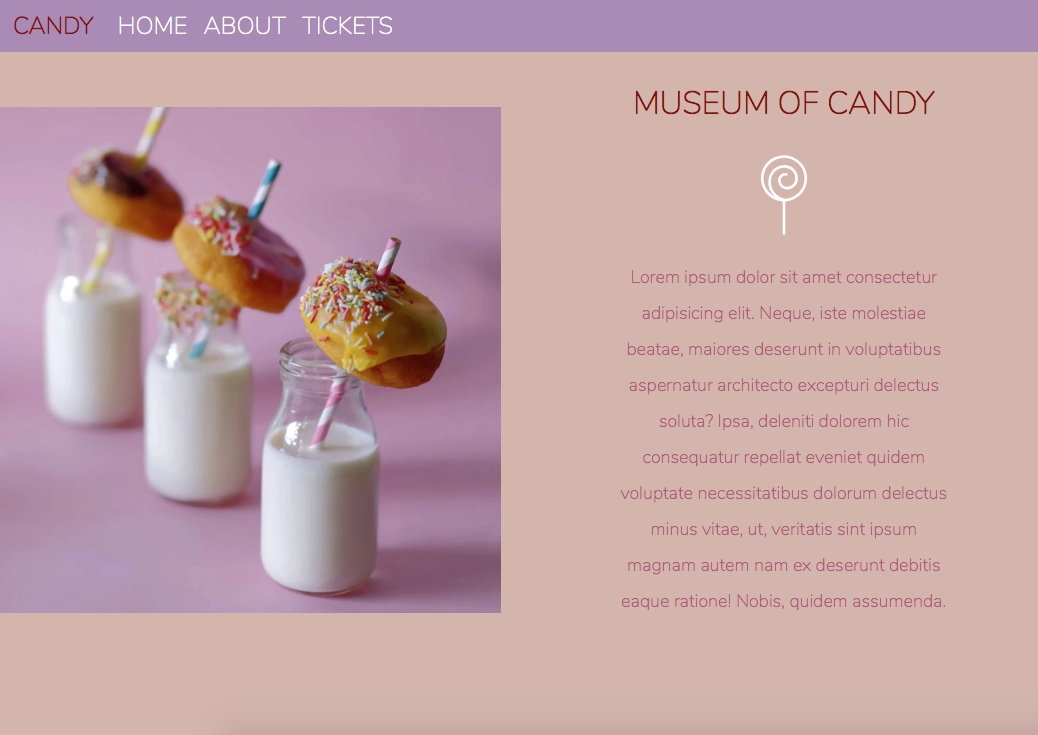 CANDY HOME ABOUT TICKETS
MUSEUM OF CANDY
Lorem ipsum dolor sit amet consectetur
adipisicing elit. Neque, iste molestiae
beatae, maiores deserunt in voluptatibus
aspernatur architecto excepturi delectus
soluta? Ipsa, deleniti dolorem hic
consequatur repellat eveniet quidem
voluptate necessitatibus dolorum delectus
minus vitae, ut, veritatis sint ipsum
magnam autem nam ex deserunt debitis
eaque ratione! Nobis, quidem assumenda.